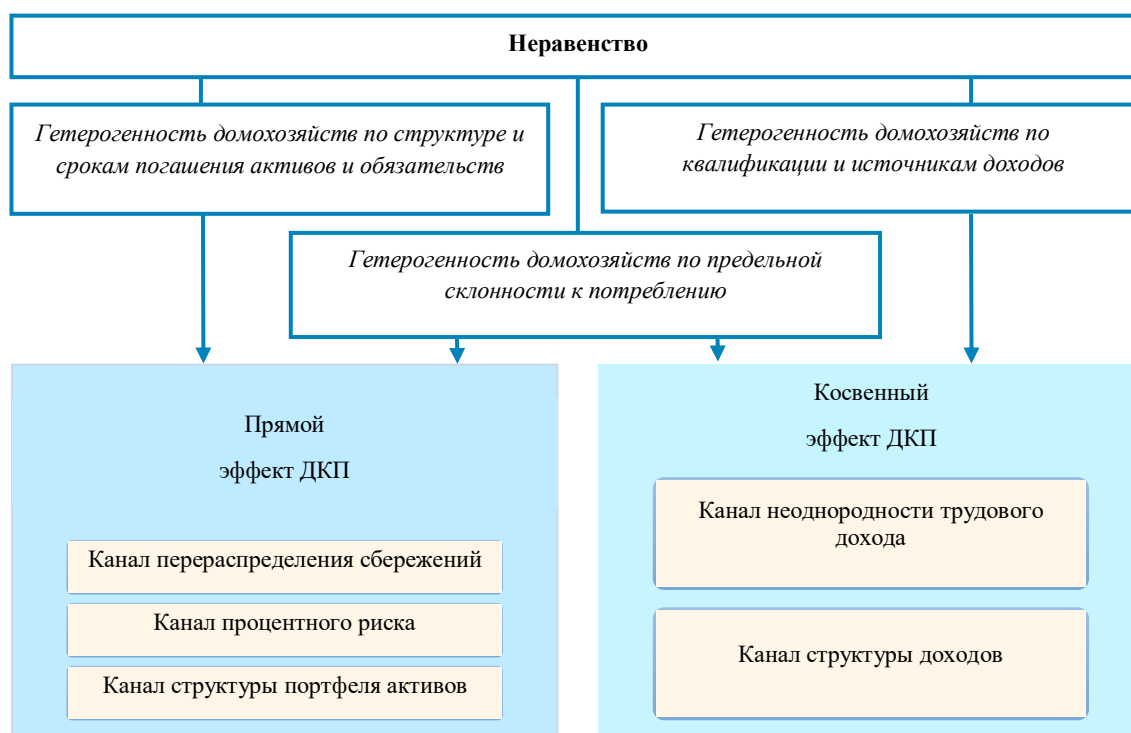 Неравенство
Гетерогенность домохозяйств по структуре и
срокам погашения активов и обязательств
Гетерогенность домохозяйств по
квалификации и источникам доходов
Гетерогенность домохозяйств по предельной
склонности к потреблению
Прямой
эффект ДКП
Канал перераспределения сбережений
Канал процентного риска
Канал структуры портфеля активов
Косвенный
эффект ДКП
Канал неоднородности трудового
дохода
Канал структуры доходов